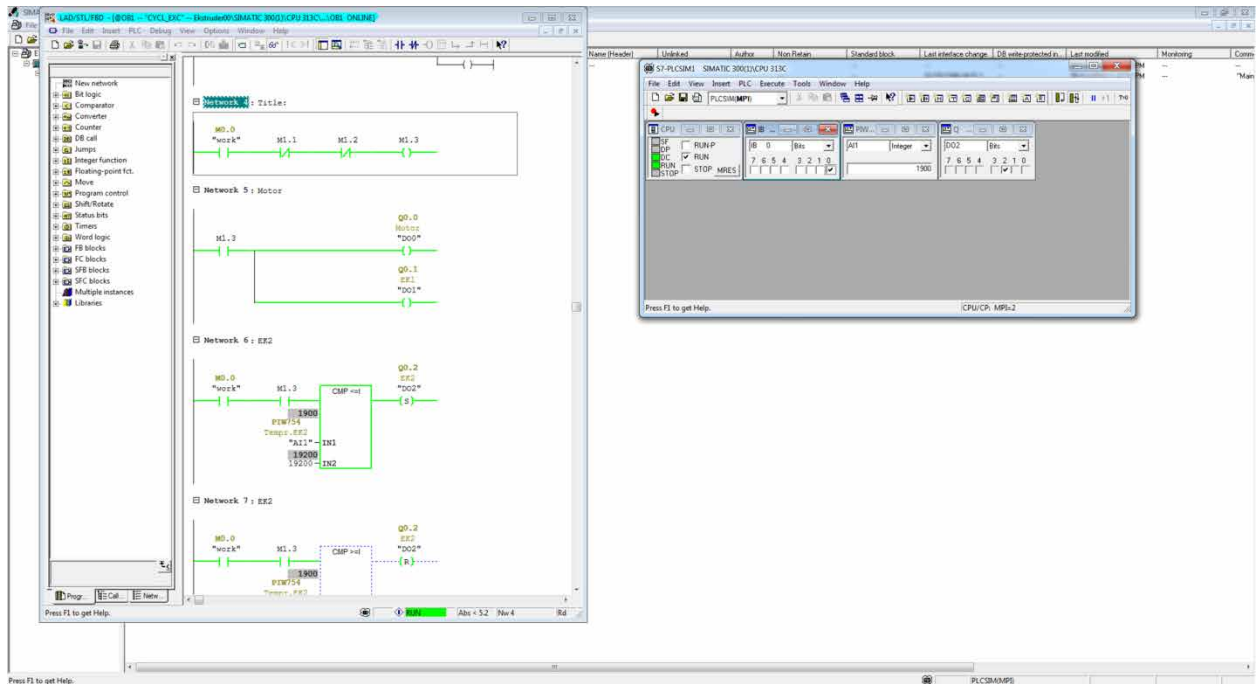 SIMA
LAD/STL/FBD - [@OB1 -- "CYCL_EXC" -- Ekstruder00\SIMATIC 300(1)\CPU 313C\...\OB1 ONLINE]
File Edit Insert PLC Debug View Options Window Help
New network
Bit logic
Comparator
Converter
Counter
DB call
Jumps
Integer function
Floating-point fct.
Move
Program control
Shift/Rotate
Status bits
Timers
Word logic
FB blocks
FC blocks
SFB blocks
SFC blocks
Multiple instances
Libraries
Progr...
Call...
Netw...
Network 4 : Title:
M0.0
"work" M1.1 M1.2 M1.3
Network 5 : Motor
Q0.0
Motor
M1.3 "DO0"
Q0.1
EK1
"DO1"
Network 6 : EK2
M0.0 Q0.2
EK2
"work" M1.3 CMP <=I "DO2"
S
1900
PIW754
Tempr.EK2
"AI1" IN1
19200
19200 IN2
Network 7 : EK2
M0.0 Q0.2
EK2
"work" M1.3 CMP >=I "DO2"
R
1900
PIW754
Tempr.EK2
Press F1 to get Help.
RUN Abs < 5.2 Nw 4 Rd
Name (Header) Unlinked Author Non Retain Standard block Last interface change DB write-protected in... Last modified Monitoring Comm
"Main
S7-PLCSIM1 SIMATIC 300(1)\CPU 313C
File Edit View Insert PLC Execute Tools Window Help
PLCSIM(MPI)
CPU
SF
DP
DC
RUN
STOP
RUN-P
RUN
STOP MRES
IB 0 Bits
7 6 5 4 3 2 1 0
PIW...
AI1 Integer
1900
Q
DO2 Bits
7 6 5 4 3 2 1 0
Press F1 to get Help.
CPU/CP: MPI=2
Press F1 to get Help.
PLCSIM(MPI)